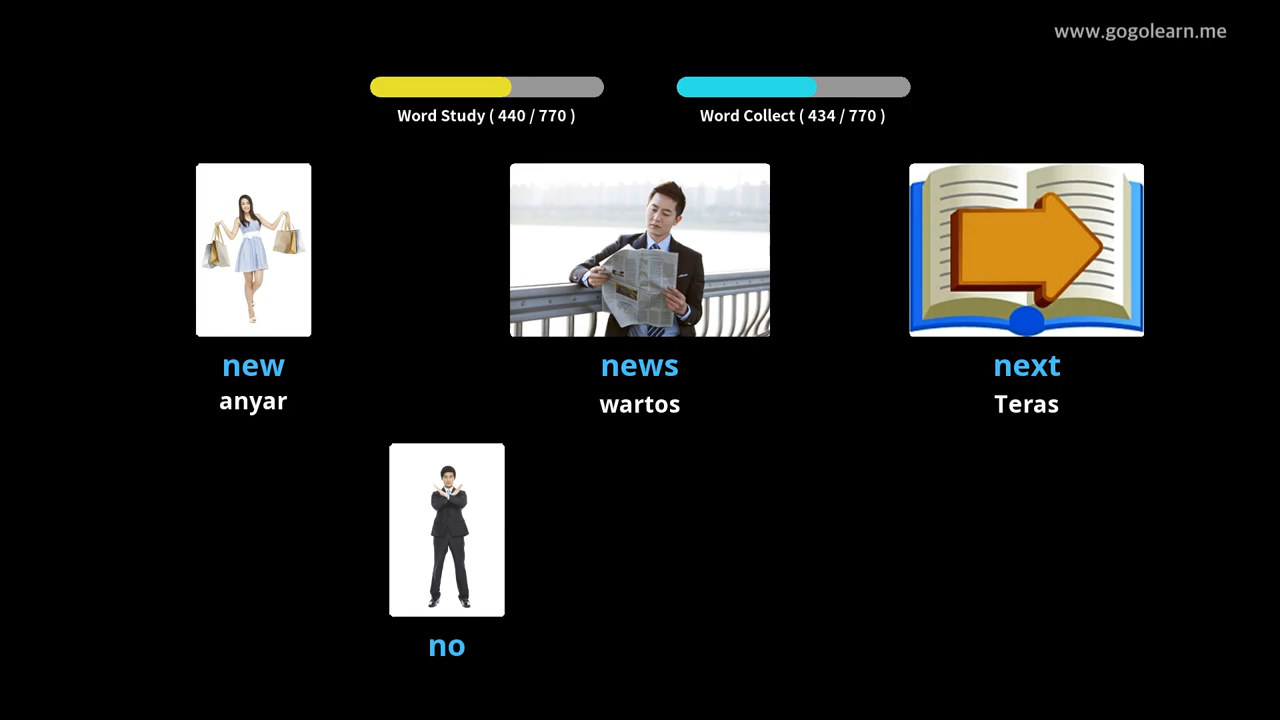 www.gogolearn.me
Word Study ( 440 / 770 )
Word Collect ( 434 / 770 )
new
anyar
news
wartos
next
Teras
no